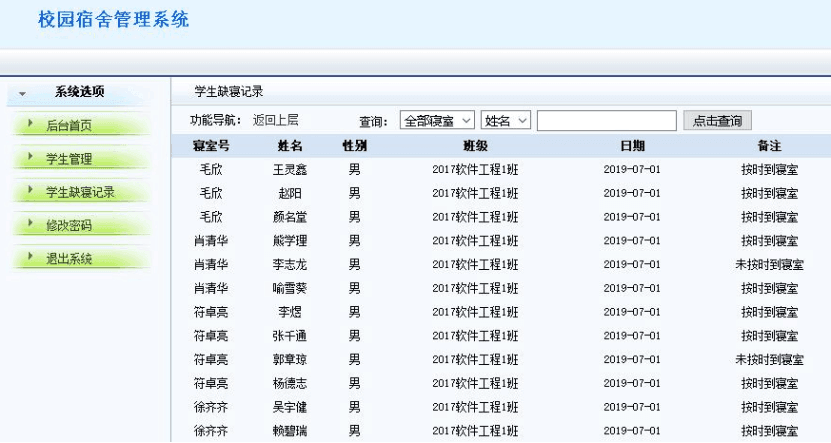 校园宿舍管理系统
系统选项
后台首页
学生管理
学生缺寝记录
修改密码
退出系统
学生缺寝记录
功能导航： 返回上层 查询： 全部寝室 姓名 点击查询
寝室号 姓名 性别 班级 日期 备注
毛欣 王灵鑫 男 2017软件工程1班 2019-07-01 按时到寝室
毛欣 赵阳 男 2017软件工程1班 2019-07-01 按时到寝室
毛欣 颜名堂 男 2017软件工程1班 2019-07-01 按时到寝室
肖清华 熊学理 男 2017软件工程1班 2019-07-01 按时到寝室
肖清华 李志龙 男 2017软件工程1班 2019-07-01 未按时到寝室
肖清华 喻雪葵 男 2017软件工程1班 2019-07-01 按时到寝室
符卓亮 李煜 男 2017软件工程1班 2019-07-01 按时到寝室
符卓亮 张千通 男 2017软件工程1班 2019-07-01 按时到寝室
符卓亮 郭章琼 男 2017软件工程1班 2019-07-01 未按时到寝室
符卓亮 杨德志 男 2017软件工程1班 2019-07-01 按时到寝室
徐齐齐 吴宇健 男 2017软件工程1班 2019-07-01 按时到寝室
徐齐齐 赖碧瑞 男 2017软件工程1班 2019-07-01 按时到寝室